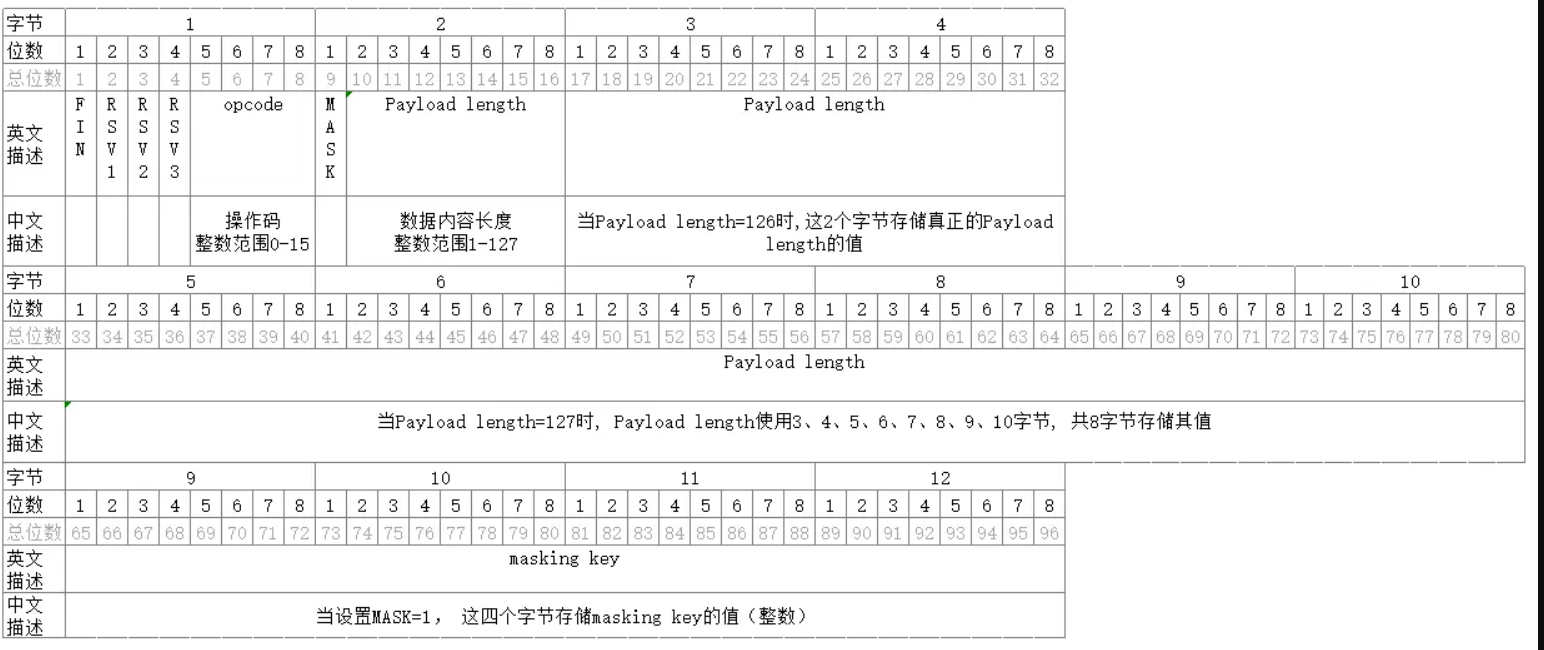 字节 1 2 3 4
位数 1 2 3 4 5 6 7 8 1 2 3 4 5 6 7 8 1 2 3 4 5 6 7 8 1 2 3 4 5 6 7 8
总位数 1 2 3 4 5 6 7 8 9 10 11 12 13 14 15 16 17 18 19 20 21 22 23 24 25 26 27 28 29 30 31 32
英文描述 FIN RSV1 RSV2 RSV3 opcode MASK Payload length Payload length
中文描述 操作码 数据内容长度 当Payload length=126时,这2个字节存储真正的Payload
整数范围0-15 整数范围1-127 length的值
字节 5 6 7 8 9 10
位数 1 2 3 4 5 6 7 8 1 2 3 4 5 6 7 8 1 2 3 4 5 6 7 8 1 2 3 4 5 6 7 8 1 2 3 4 5 6 7 8 1 2 3 4 5 6 7 8
总位数 33 34 35 36 37 38 39 40 41 42 43 44 45 46 47 48 49 50 51 52 53 54 55 56 57 58 59 60 61 62 63 64 65 66 67 68 69 70 71 72 73 74 75 76 77 78 79 80
英文描述 Payload length
中文描述 当Payload length=127时, Payload length使用3、4、5、6、7、8、9、10字节, 共8字节存储其值
字节 9 10 11 12
位数 1 2 3 4 5 6 7 8 1 2 3 4 5 6 7 8 1 2 3 4 5 6 7 8 1 2 3 4 5 6 7 8
总位数 65 66 67 68 69 70 71 72 73 74 75 76 77 78 79 80 81 82 83 84 85 86 87 88 89 90 91 92 93 94 95 96
英文描述 masking key
中文描述 当设置MASK=1, 这四个字节存储masking key的值（整数）